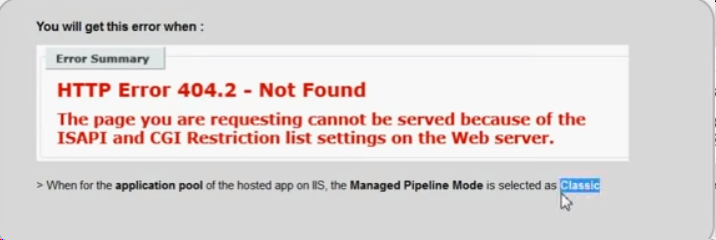 You will get this error when :
Error Summary
HTTP Error 404.2 - Not Found
The page you are requesting cannot be served because of the
ISAPI and CGI Restriction list settings on the Web server.
> When for the application pool of the hosted app on IIS, the Managed Pipeline Mode is selected as Classic